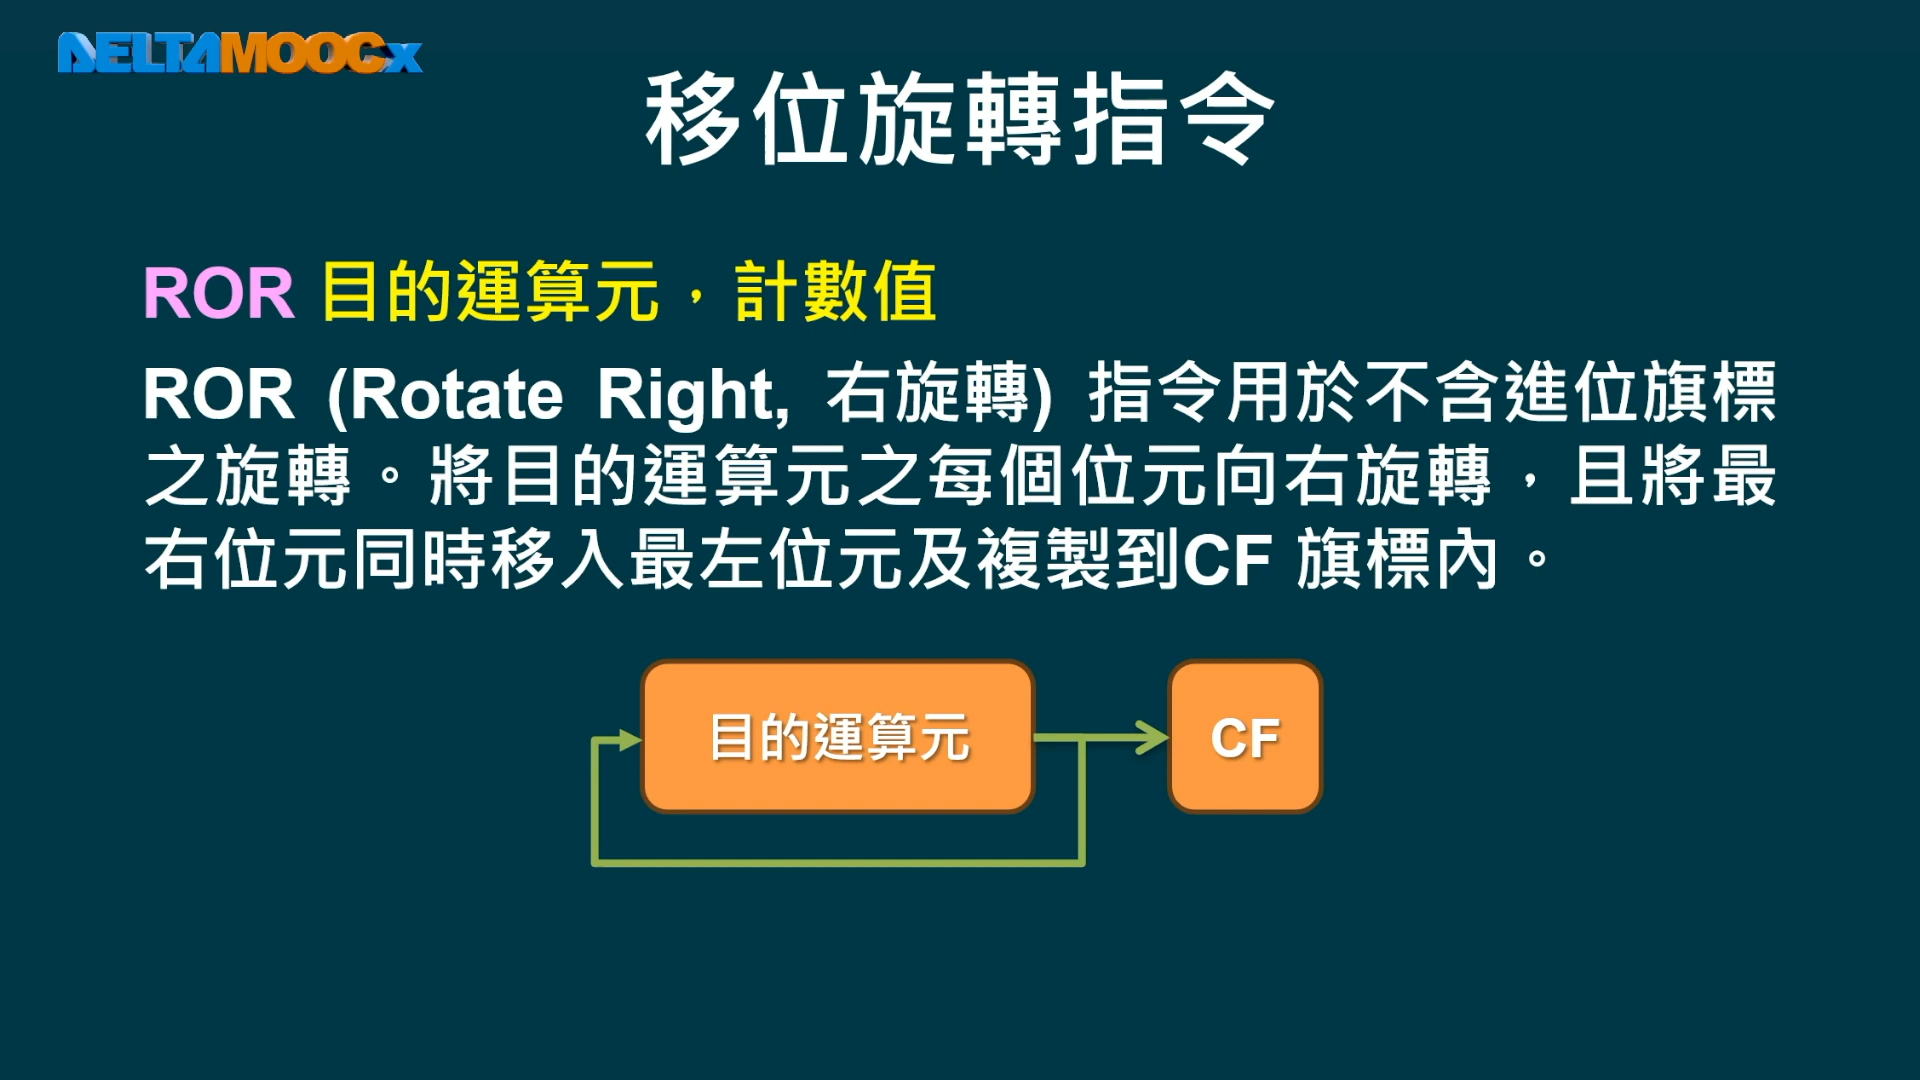 DELTAMOOCx
移位旋轉指令
ROR 目的運算元，計數值
ROR (Rotate Right, 右旋轉) 指令用於不含進位旗標
之旋轉。將目的運算元之每個位元向右旋轉，且將最
右位元同時移入最左位元及複製到CF 旗標內。
目的運算元
CF